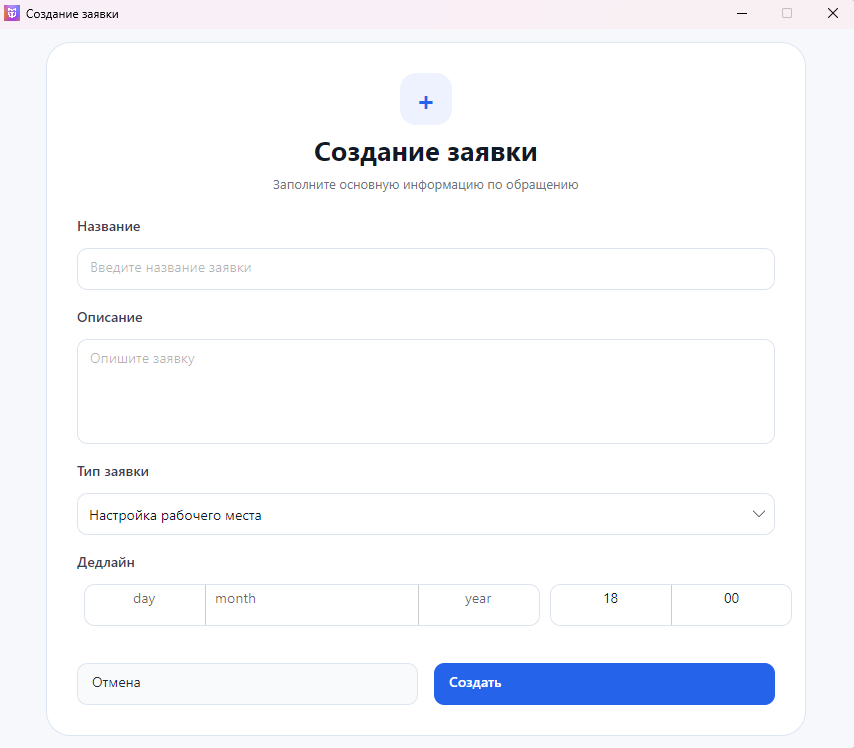 Создание заявки
+
Создание заявки
Заполните основную информацию по обращению
Название
Введите название заявки
Описание
Опишите заявку
Тип заявки
Настройка рабочего места
Дедлайн
day month year 18 00
Отмена Создать